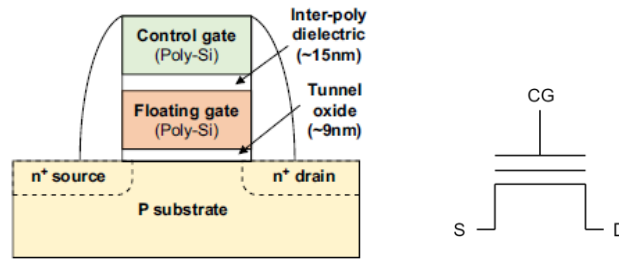 Control gate
(Poly-Si)
Floating gate
(Poly-Si)
Inter-poly
dielectric
(~15nm)
Tunnel
oxide
(~9nm)
n+ source
n+ drain
P substrate
CG
S
D